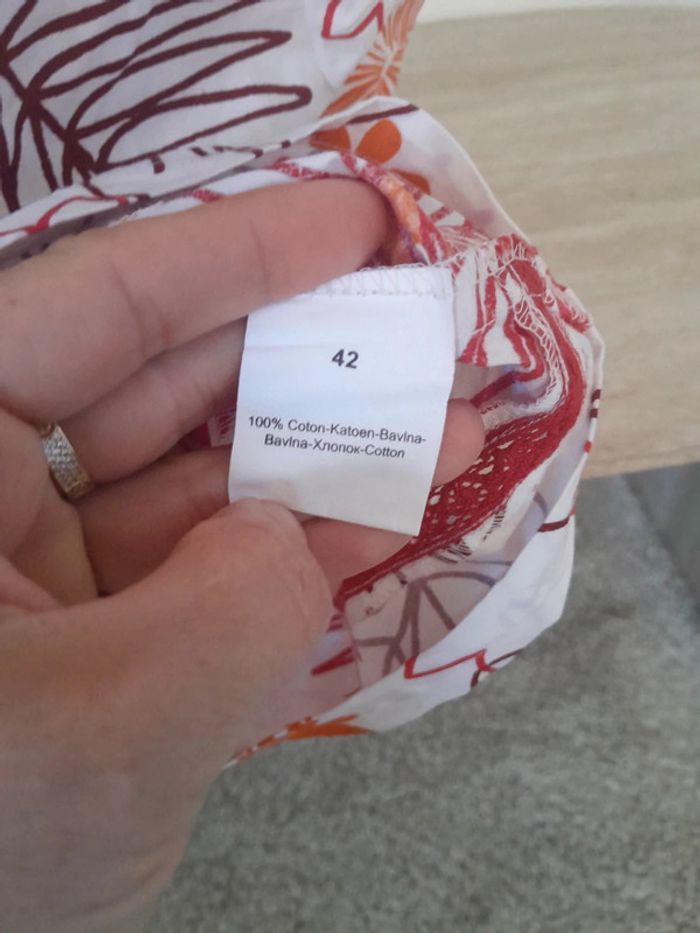 42
100% Coton-Katoen-Bavlna-
Bavlna-Хлопок-Cotton